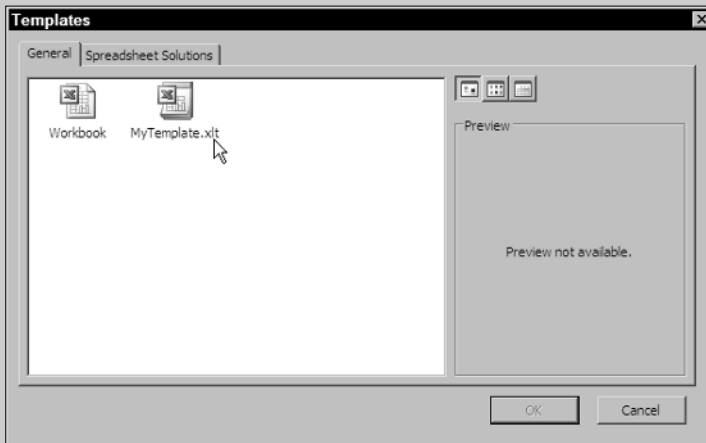 Templates
General
Spreadsheet Solutions
Workbook
MyTemplate.xlt
Preview
Preview not available.
OK
Cancel